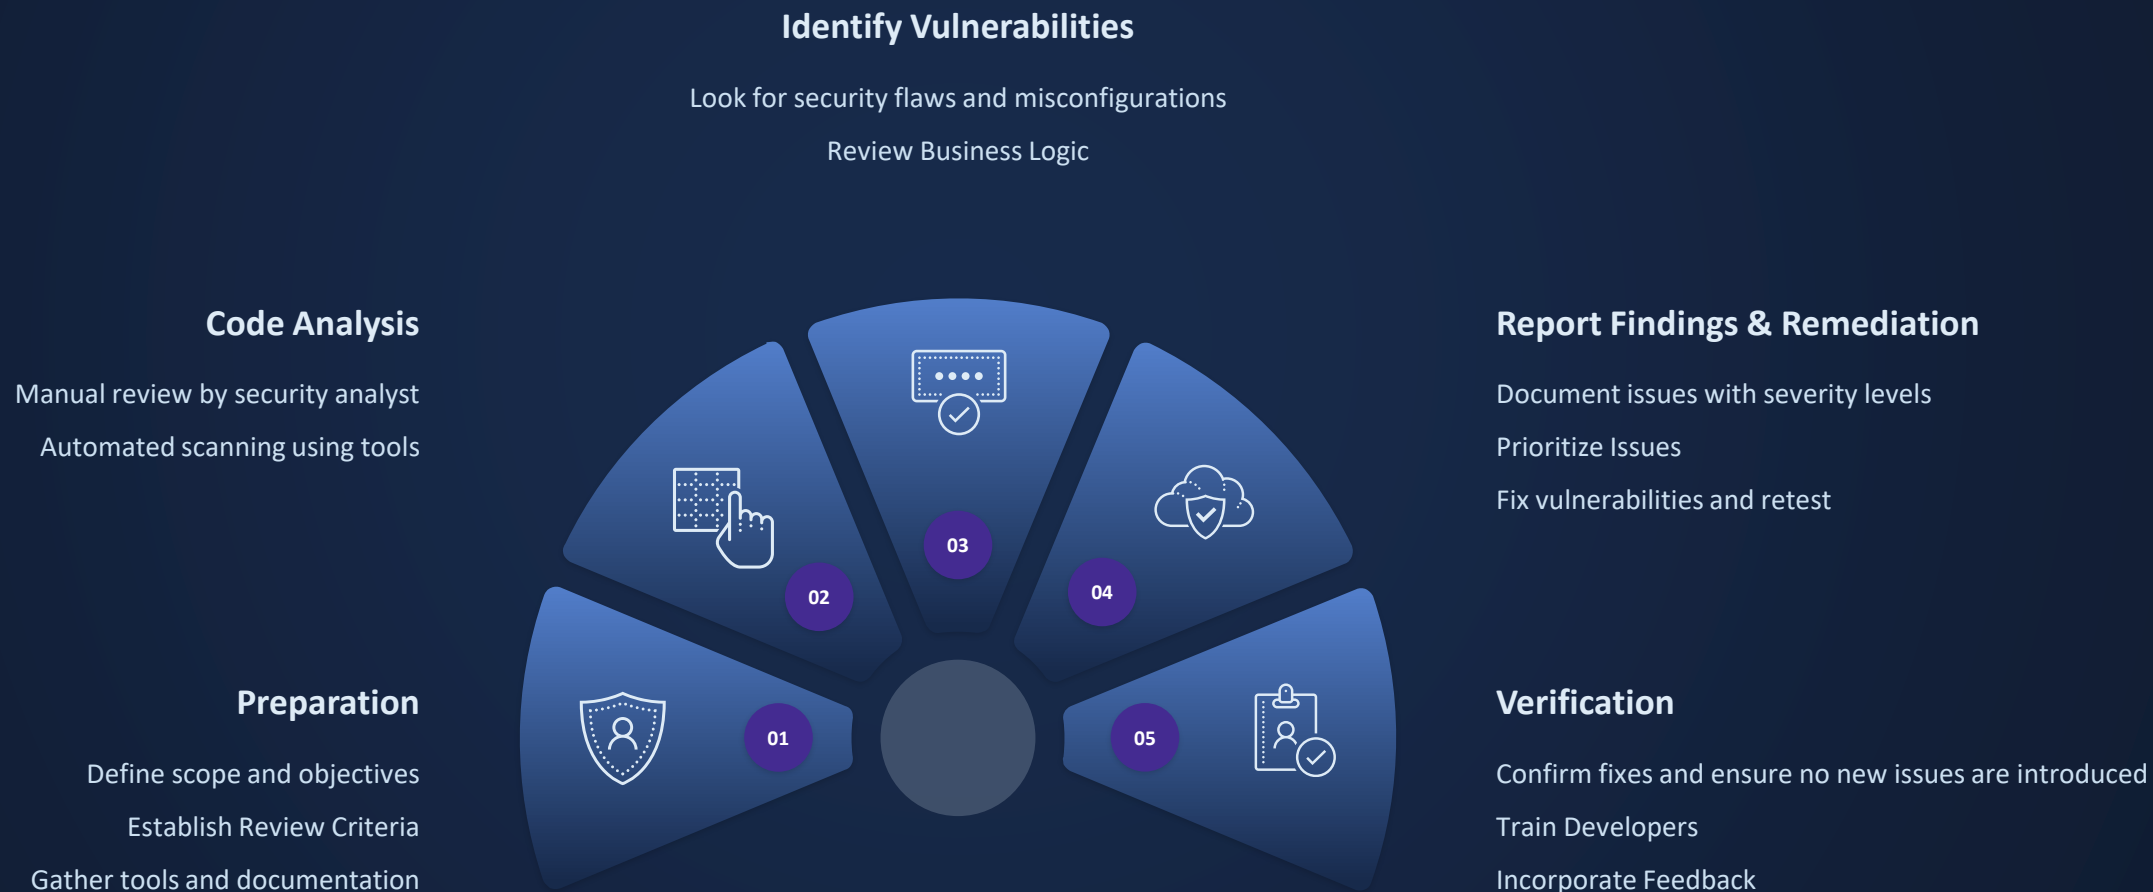 Identify Vulnerabilities
Look for security flaws and misconfigurations
Review Business Logic
Code Analysis
Manual review by security analyst
Automated scanning using tools
Report Findings & Remediation
Document issues with severity levels
Prioritize Issues
Fix vulnerabilities and retest
03
02
04
Preparation
Define scope and objectives
Establish Review Criteria
Gather tools and documentation
01
05
Verification
Confirm fixes and ensure no new issues are introduced
Train Developers
Incorporate Feedback